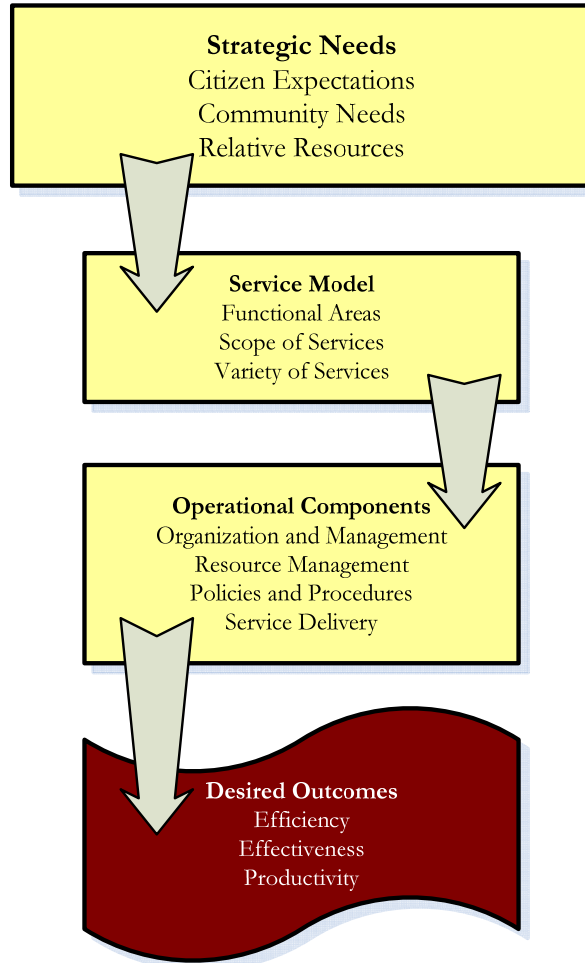 Strategic Needs
Citizen Expectations
Community Needs
Relative Resources
Service Model
Functional Areas
Scope of Services
Variety of Services
Operational Components
Organization and Management
Resource Management
Policies and Procedures
Service Delivery
Desired Outcomes
Efficiency
Effectiveness
Productivity